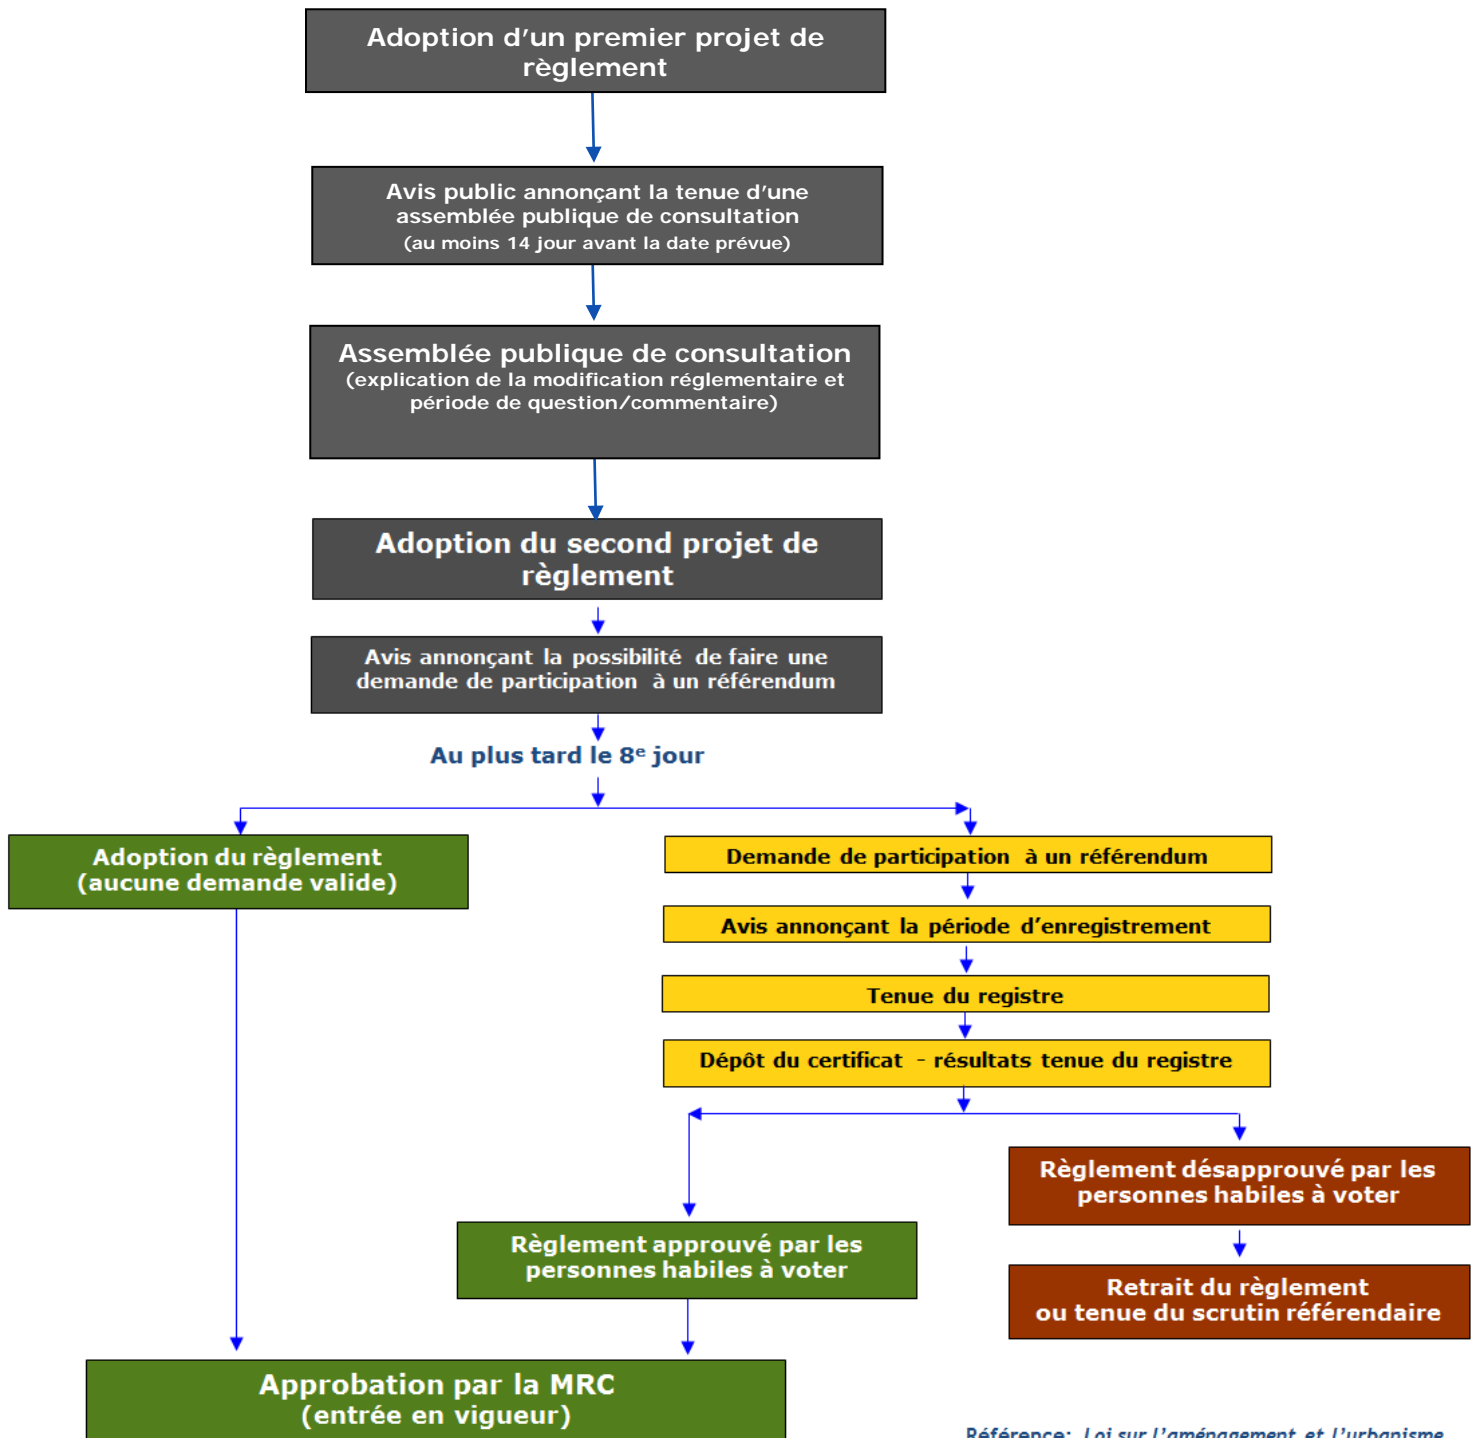 Adoption d'un premier projet de
règlement
Avis public annonçant la tenue d'une
assemblée publique de consultation
(au moins 14 jour avant la date prévue)
Assemblée publique de consultation
(explication de la modification réglementaire et
période de question/commentaire)
Adoption du second projet de
règlement
Avis annonçant la possibilité de faire une
demande de participation à un référendum
Au plus tard le 8e jour
Adoption du règlement
(aucune demande valide)
Demande de participation à un référendum
Avis annonçant la période d'enregistrement
Tenue du registre
Dépôt du certificat - résultats tenue du registre
Règlement désapprouvé par les
personnes habiles à voter
Règlement approuvé par les
personnes habiles à voter
Retrait du règlement
ou tenue du scrutin référendaire
Approbation par la MRC
(entrée en vigueur)
Référence: Loi sur l'aménagement et l'urbanisme